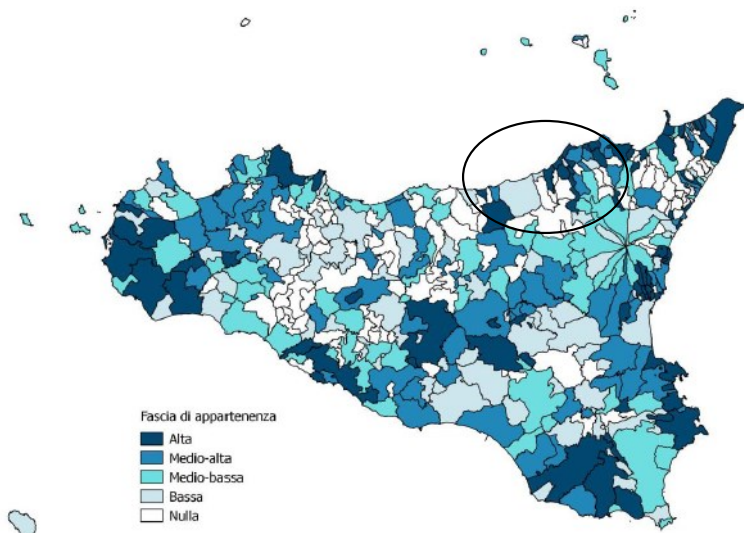 Fascia di appartenenza
Alta
Medio-alta
Medio-bassa
Bassa
Nulla